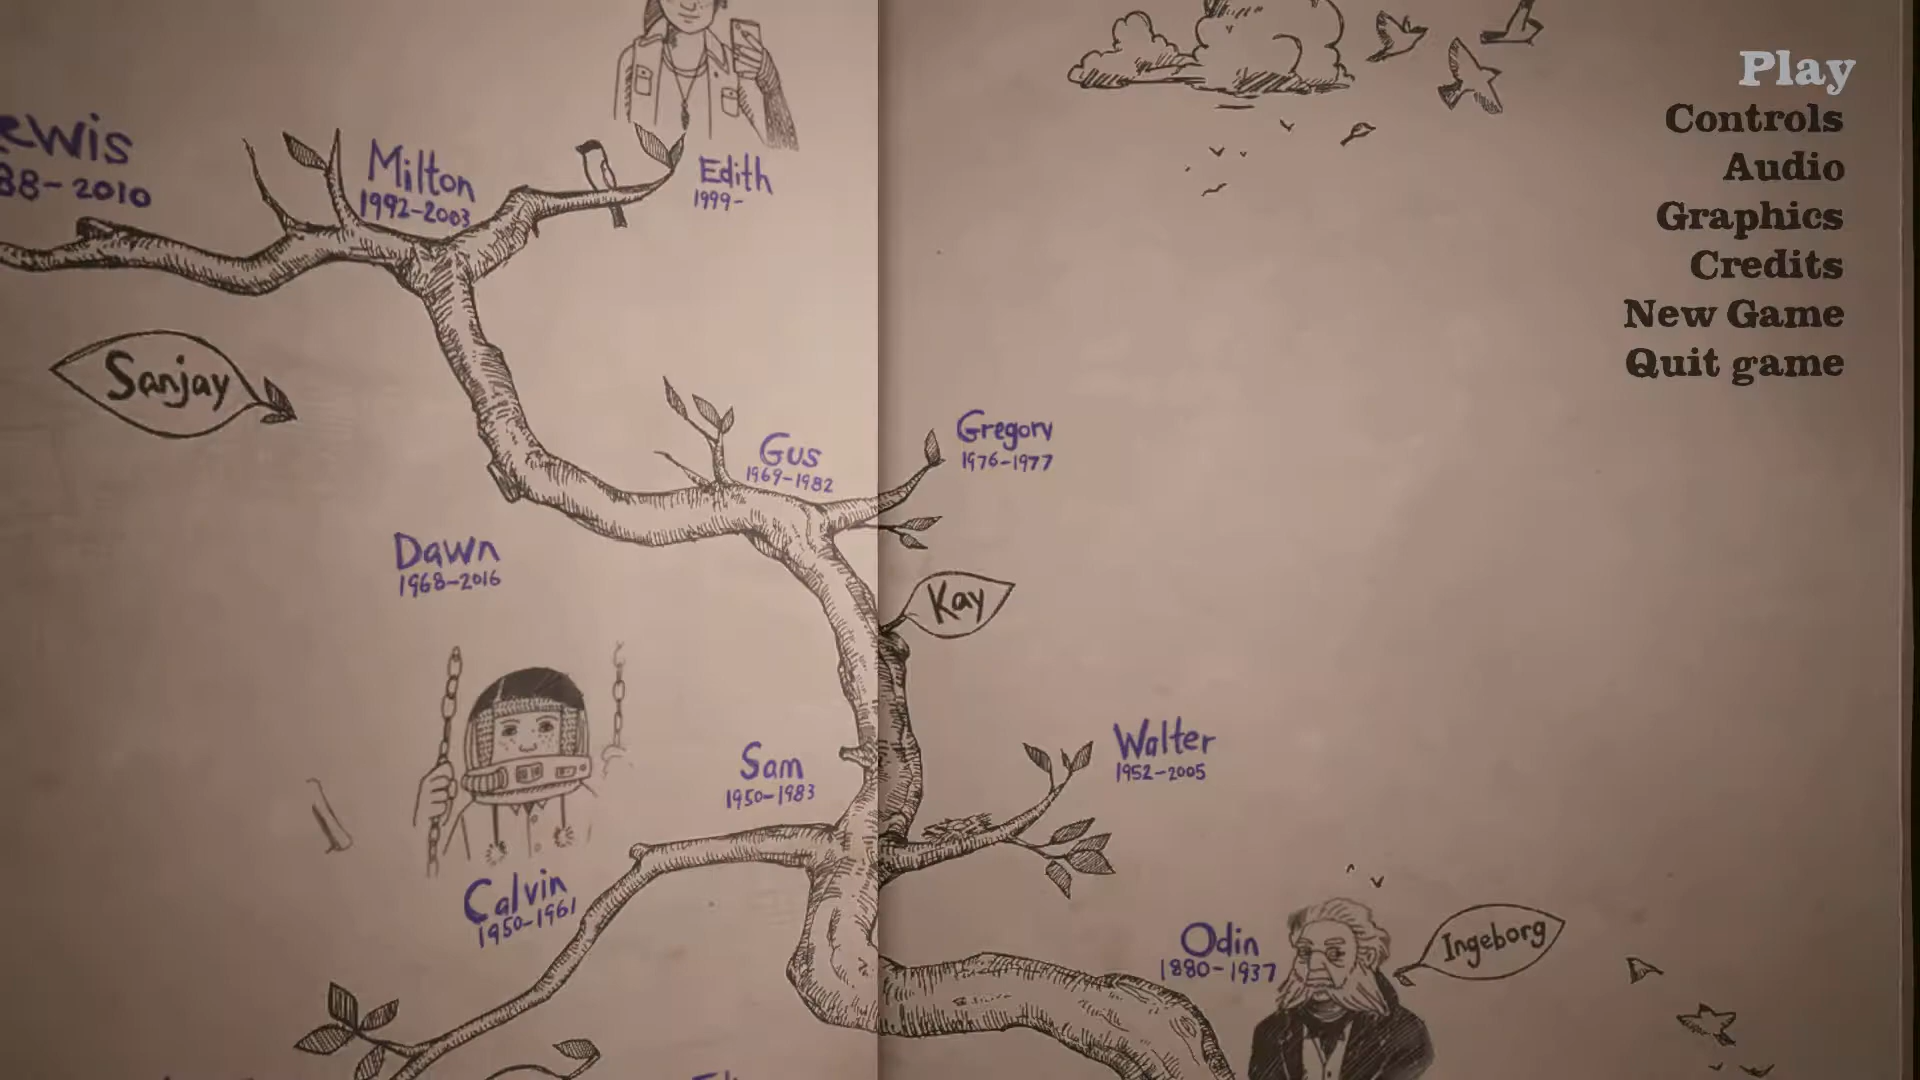 Play
Controls
Audio
Graphics
Credits
New Game
Quit game
Milton
1992-2003
Edith
1999-
2010
Sanjay
Gus
1969-1982
Gregory
1976-1977
Dawn
1968-2016
Kay
Sam
1950-1983
Walter
1952-2005
Calvin
1950-1961
Odin
1880-1937
Ingeborg